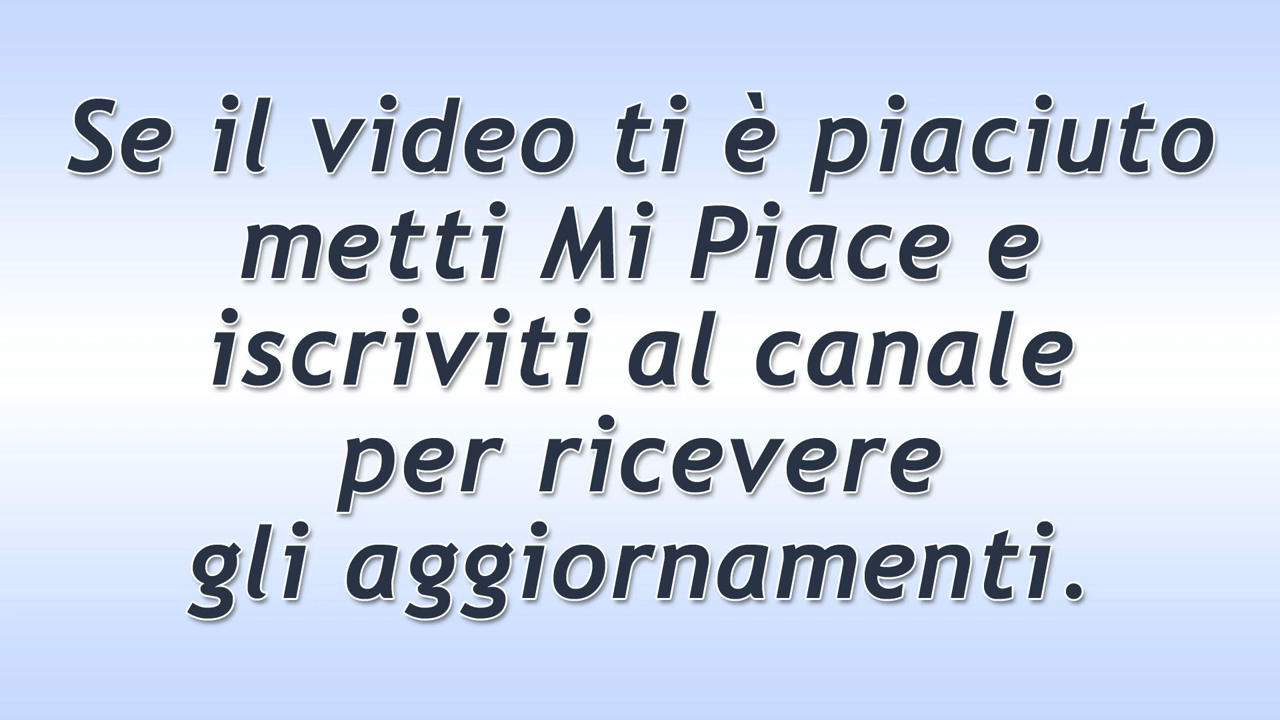 Se il video ti è piaciuto
metti Mi Piace e
iscriviti al canale
per ricevere
gli aggiornamenti.